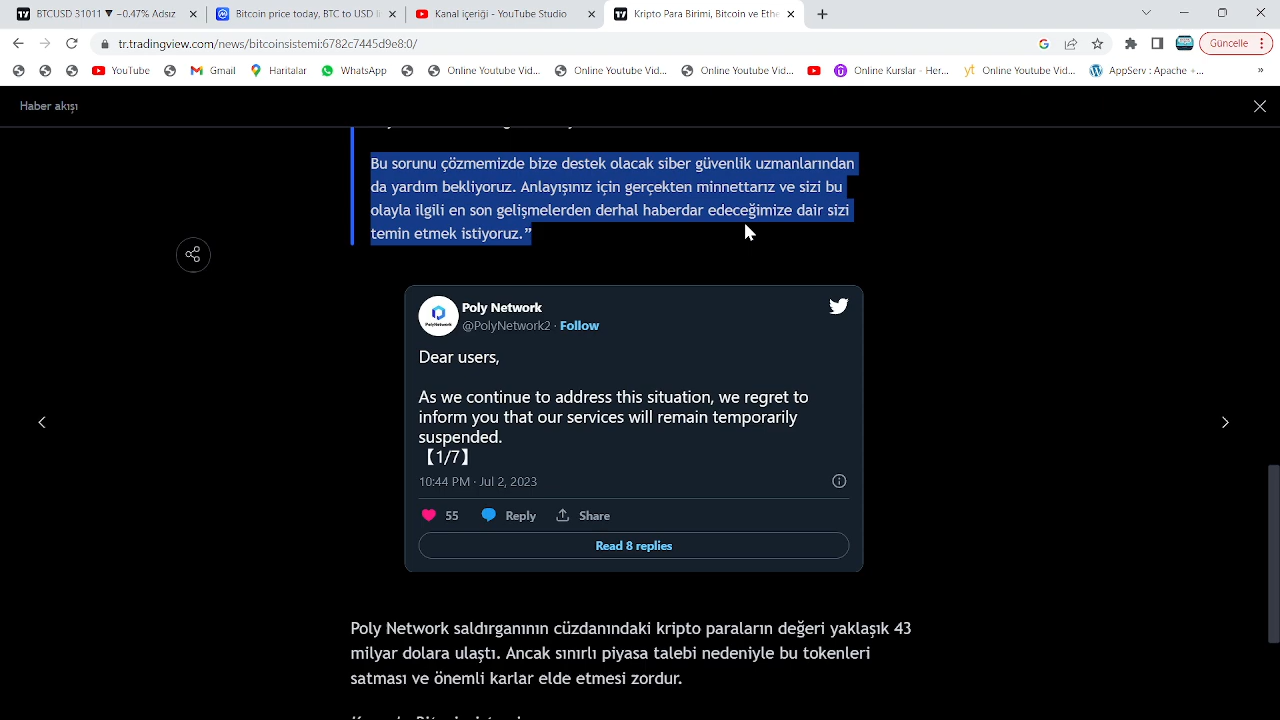 BTCUSD 31011 ▼ −0.47% Adsız
Bitcoin price today, BTC to USD li
Kanal içeriği - YouTube Studio
Kripto Para Birimi, Bitcoin ve Ethe
tr.tradingview.com/news/bitcoinsistemi:6782c7445d9e8:0/
Güncelle
YouTube
Gmail
Haritalar
WhatsApp
Online Youtube Vid...
Online Youtube Vid...
Online Youtube Vid...
Online Kurslar - Her...
Online Youtube Vid...
AppServ : Apache +...
Haber akışı
Bu sorunu çözmemizde bize destek olacak siber güvenlik uzmanlarından
da yardım bekliyoruz. Anlayışınız için gerçekten minnettarız ve sizi bu
olayla ilgili en son gelişmelerden derhal haberdar edeceğimize dair sizi
temin etmek istiyoruz.”
Poly Network
@PolyNetwork2 · Follow
Dear users,
As we continue to address this situation, we regret to
inform you that our services will remain temporarily
suspended.
【1/7】
10:44 PM · Jul 2, 2023
55 Reply Share
Read 8 replies
Poly Network saldırganının cüzdanındaki kripto paraların değeri yaklaşık 43
milyar dolara ulaştı. Ancak sınırlı piyasa talebi nedeniyle bu tokenleri
satması ve önemli karlar elde etmesi zordur.